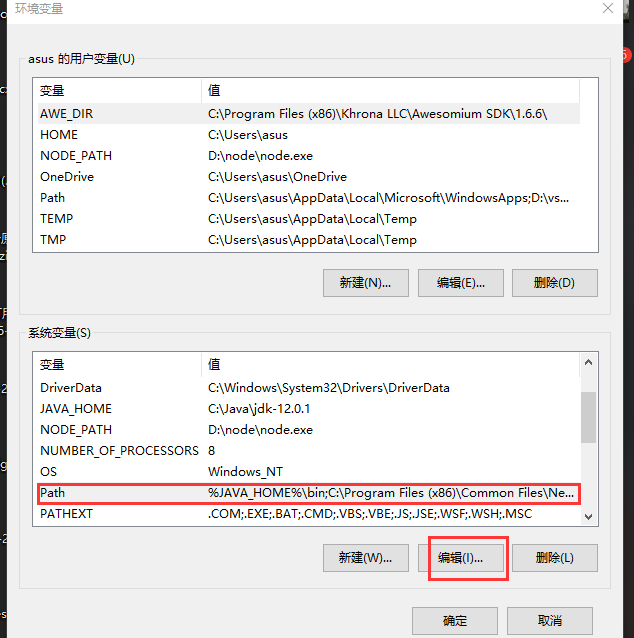 环境变量
asus 的用户变量(U)
变量 值
AWE_DIR C:\Program Files (x86)\Khrona LLC\Awesomium SDK\1.6.6\
HOME C:\Users\asus
NODE_PATH D:\node\node.exe
OneDrive C:\Users\asus\OneDrive
Path C:\Users\asus\AppData\Local\Microsoft\WindowsApps;D:\vs...
TEMP C:\Users\asus\AppData\Local\Temp
TMP C:\Users\asus\AppData\Local\Temp
新建(N)... 编辑(E)... 删除(D)
系统变量(S)
变量 值
DriverData C:\Windows\System32\Drivers\DriverData
JAVA_HOME C:\Java\jdk-12.0.1
NODE_PATH D:\node\node.exe
NUMBER_OF_PROCESSORS 8
OS Windows_NT
Path %JAVA_HOME%\bin;C:\Program Files (x86)\Common Files\Ne...
PATHEXT .COM;.EXE;.BAT;.CMD;.VBS;.VBE;.JS;.JSE;.WSF;.WSH;.MSC
新建(W)... 编辑(I)... 删除(L)
确定 取消